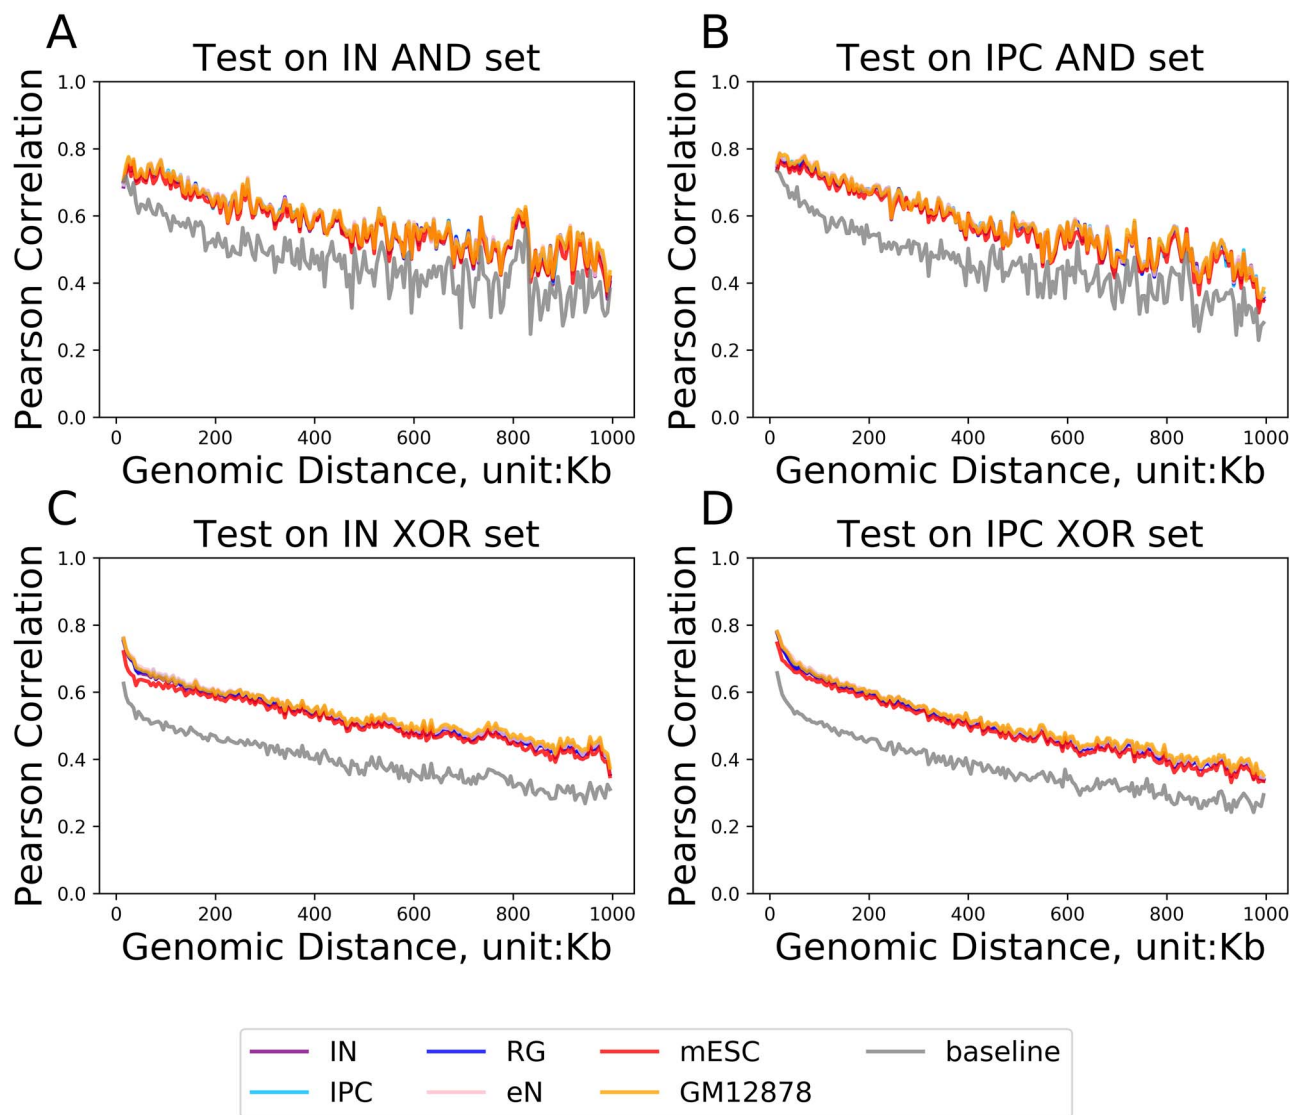 A
Test on IN AND set
Pearson Correlation
1.0
0.8
0.6
0.4
0.2
0.0
0 200 400 600 800 1000
Genomic Distance, unit:Kb
B
Test on IPC AND set
Pearson Correlation
1.0
0.8
0.6
0.4
0.2
0.0
0 200 400 600 800 1000
Genomic Distance, unit:Kb
C
Test on IN XOR set
Pearson Correlation
1.0
0.8
0.6
0.4
0.2
0.0
0 200 400 600 800 1000
Genomic Distance, unit:Kb
D
Test on IPC XOR set
Pearson Correlation
1.0
0.8
0.6
0.4
0.2
0.0
0 200 400 600 800 1000
Genomic Distance, unit:Kb
IN RG mESC baseline
IPC eN GM12878